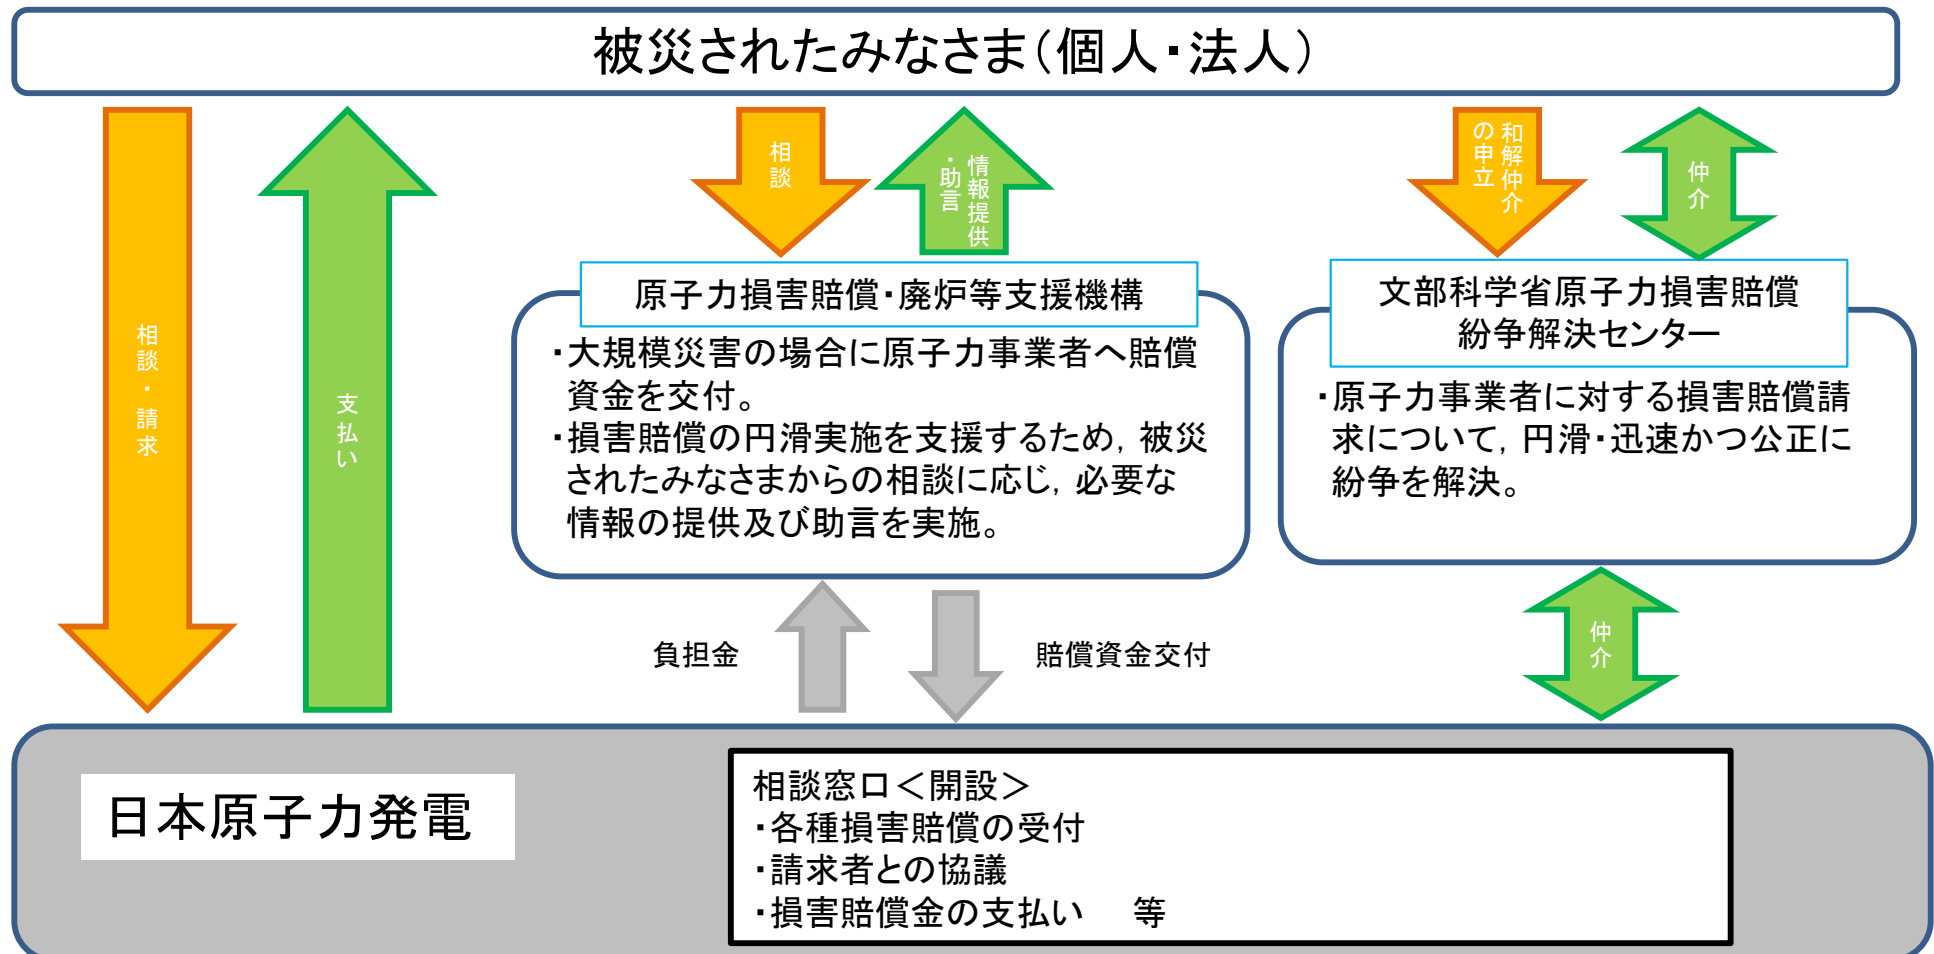 被災されたみなさま（個人・法人）
相談・請求
支払い
相談
情報提供
・助言
和解仲介
の申立
仲介
原子力損害賠償・廃炉等支援機構
・大規模災害の場合に原子力事業者へ賠償
資金を交付。
・損害賠償の円滑実施を支援するため，被災
されたみなさまからの相談に応じ，必要な
情報の提供及び助言を実施。
文部科学省原子力損害賠償
紛争解決センター
・原子力事業者に対する損害賠償請
求について，円滑・迅速かつ公正に
紛争を解決。
負担金
賠償資金交付
仲介
日本原子力発電
相談窓口＜開設＞
・各種損害賠償の受付
・請求者との協議
・損害賠償金の支払い　等